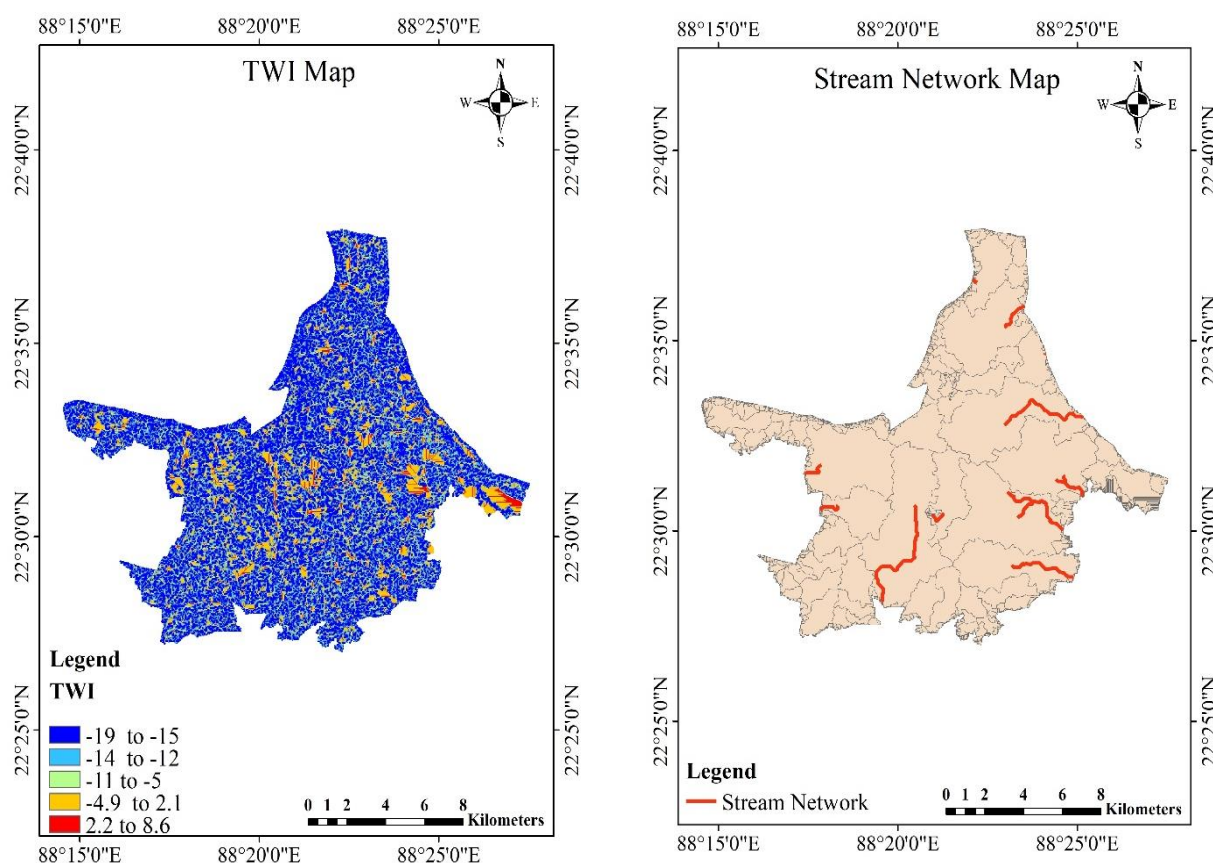 88°15'0"E 88°20'0"E 88°25'0"E
TWI Map
N
W E
S
22°40'0"N 22°40'0"N
22°35'0"N 22°35'0"N
22°30'0"N 22°30'0"N
22°25'0"N 22°25'0"N
Legend
TWI
-19 to -15
-14 to -12
-11 to -5
-4.9 to 2.1
2.2 to 8.6
0 1 2 4 6 8
Kilometers
88°15'0"E 88°20'0"E 88°25'0"E
88°15'0"E 88°20'0"E 88°25'0"E
Stream Network Map
N
W E
S
22°40'0"N 22°40'0"N
22°35'0"N 22°35'0"N
22°30'0"N 22°30'0"N
22°25'0"N 22°25'0"N
Legend
Stream Network
0 1 2 4 6 8
Kilometers
88°15'0"E 88°20'0"E 88°25'0"E